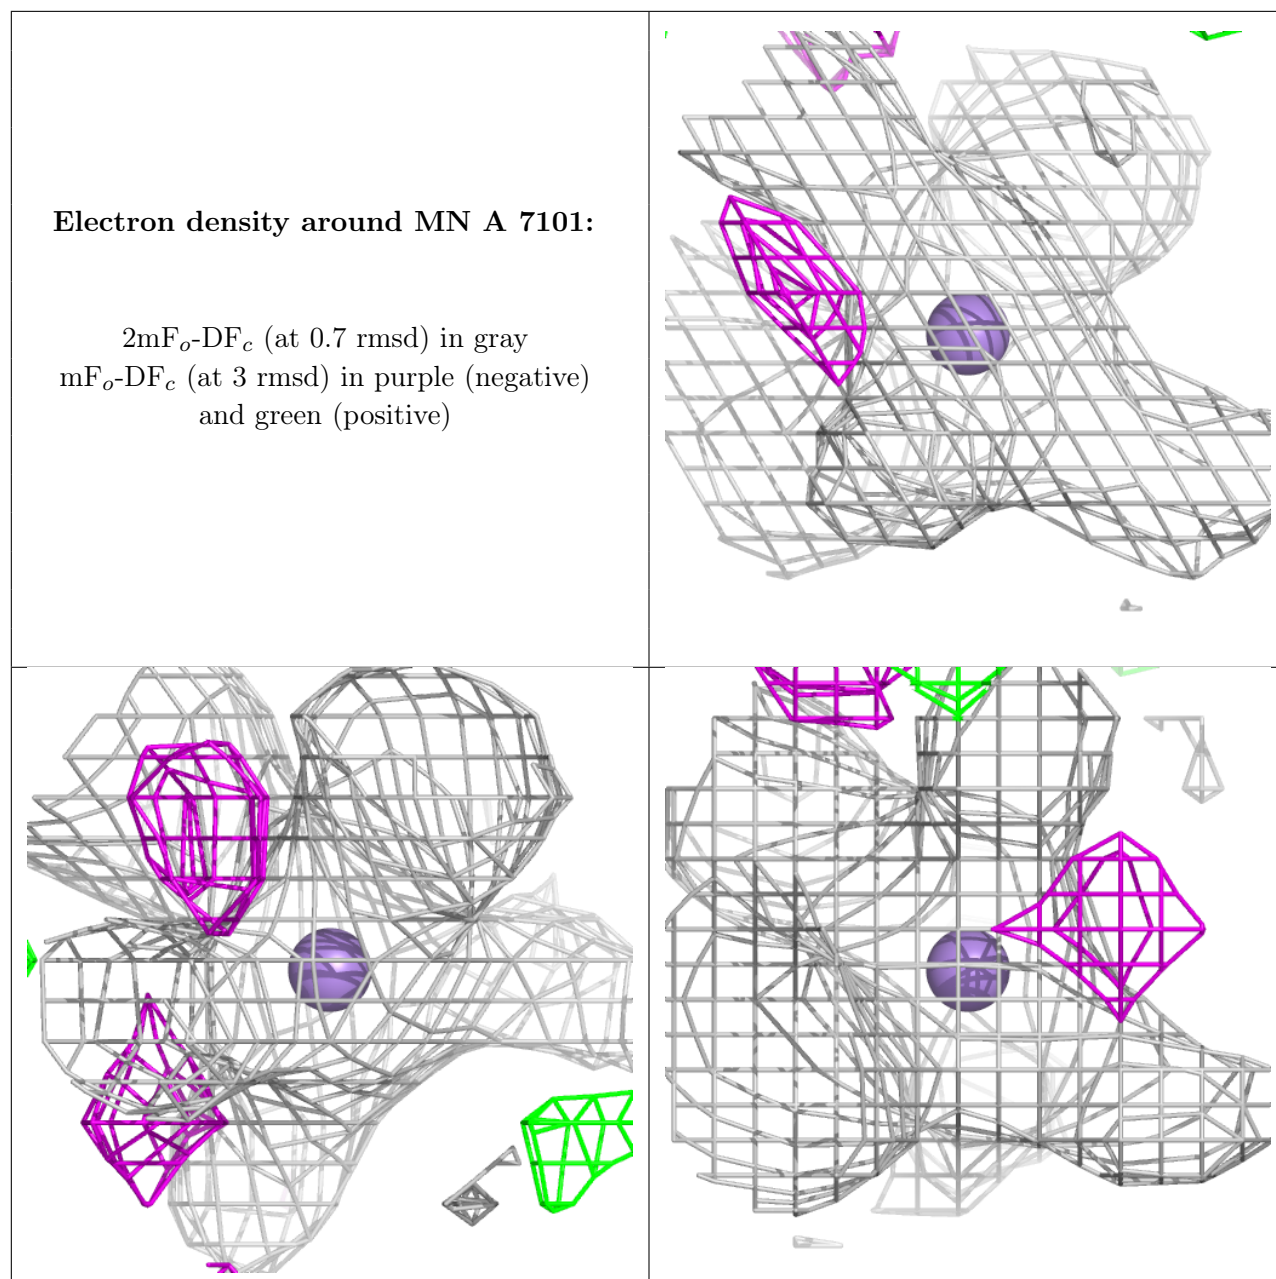 Electron density around MN A 7101:
2mFo-DFc (at 0.7 rmsd) in gray
mFo-DFc (at 3 rmsd) in purple (negative)
and green (positive)